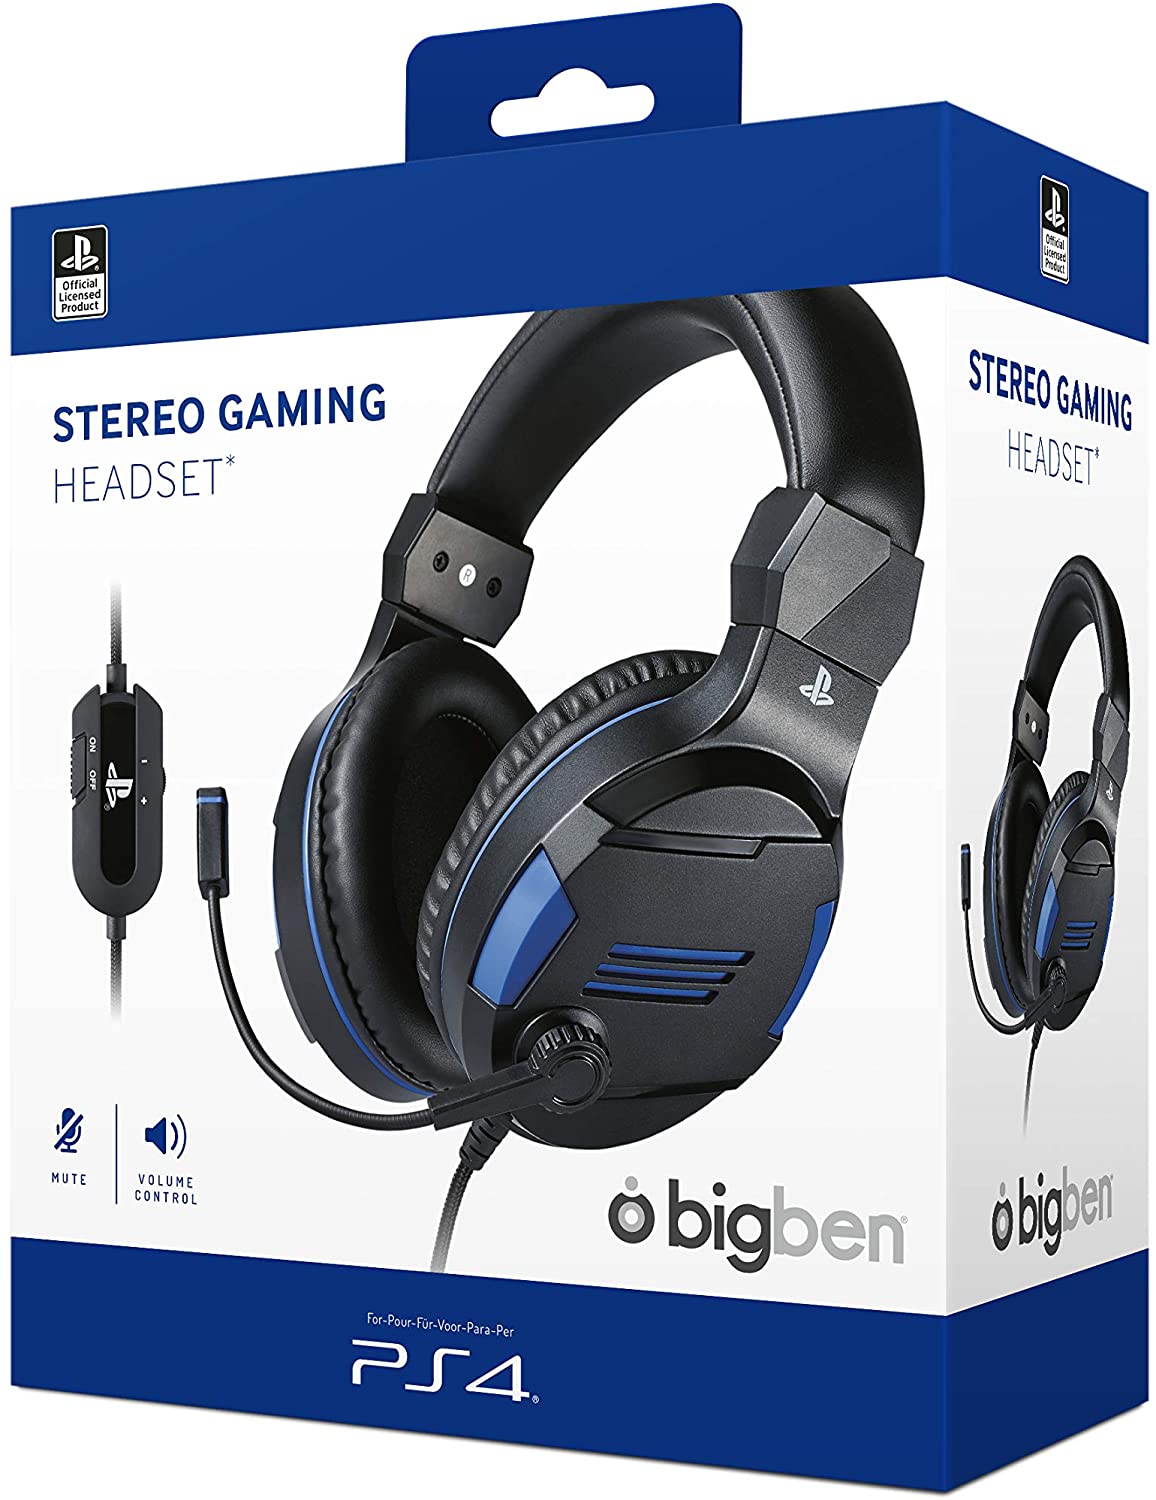 Official
Licensed
Product
STEREO GAMING
HEADSET*
R
ON OFF
- +
MUTE
VOLUME
CONTROL
bigben®
For-Pour-Für-Voor-Para-Per
PS4®
Official
Licensed
Product
STEREO GAMING
HEADSET*
bigben®